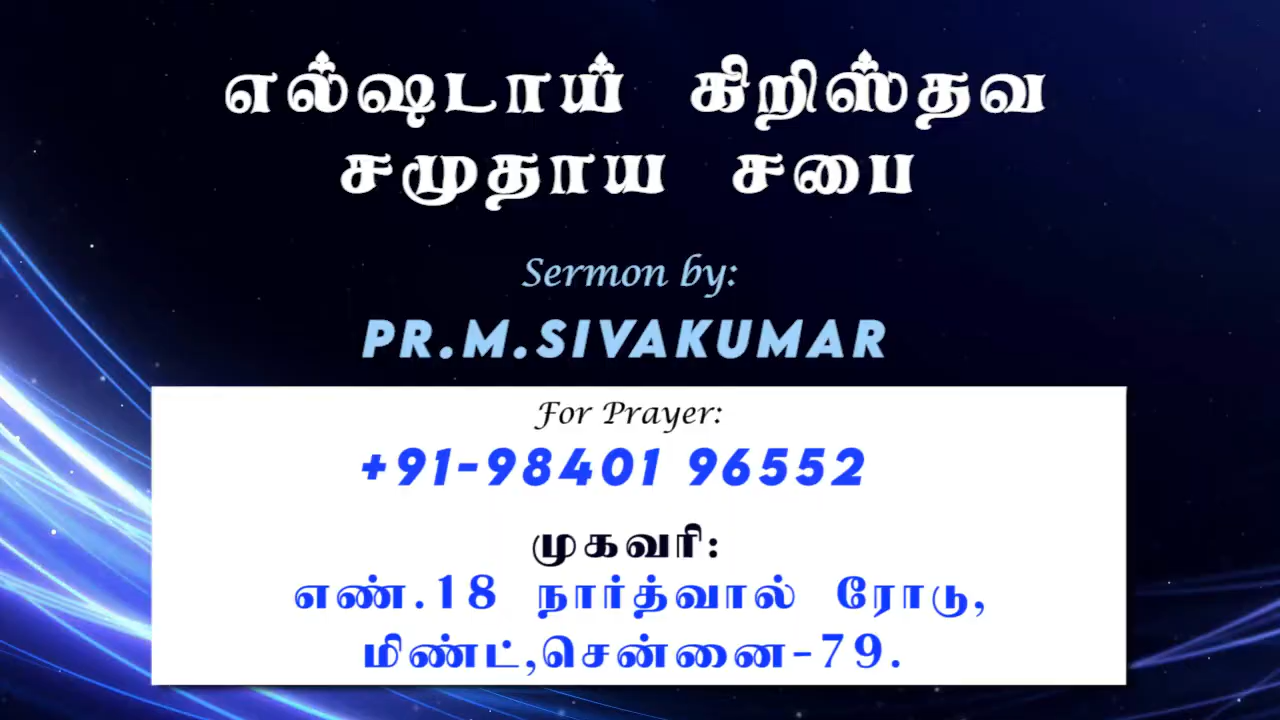 எல்ஷடாய் கிறிஸ்தவ
சமுதாய சபை
Sermon by:
PR.M.SIVAKUMAR
For Prayer:
+91-98401 96552
முகவரி:
எண்.18 நார்த்வால் ரோடு,
மிண்ட்,சென்னை-79.